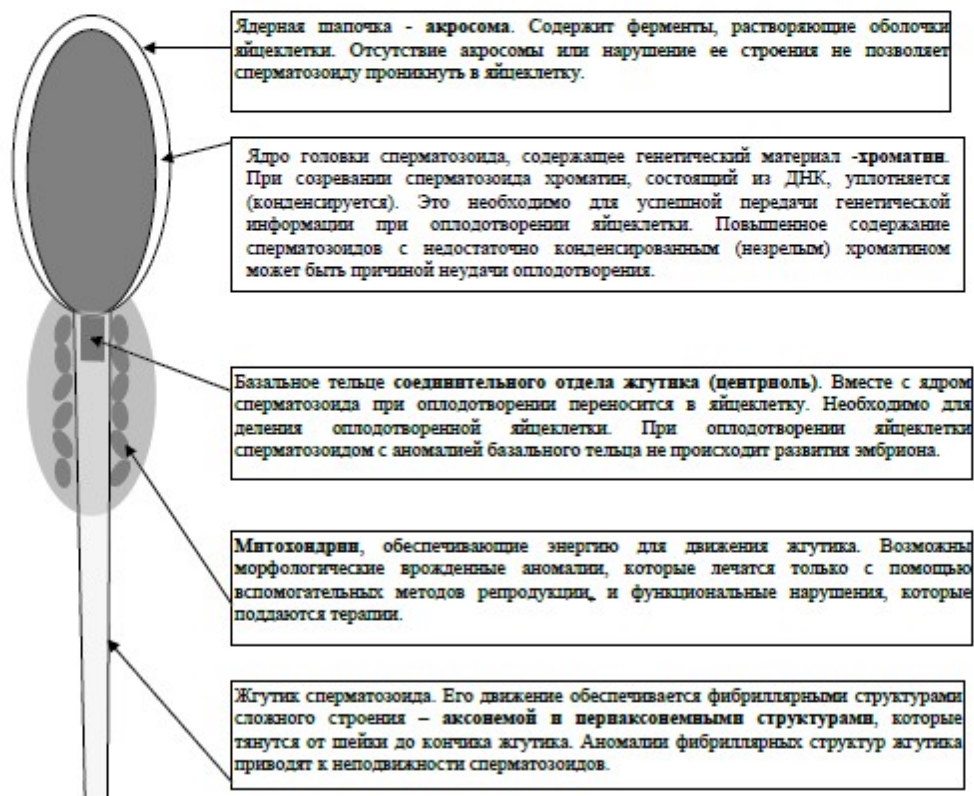 Ядерная шапочка - акросома. Содержит ферменты, растворяющие оболочки
яйцеклетки. Отсутствие акросомы или нарушение ее строения не позволяет
сперматозоиду проникнуть в яйцеклетку.
Ядро головки сперматозоида, содержащее генетический материал -хроматин.
При созревании сперматозоида хроматин, состоящий из ДНК, уплотняется
(конденсируется). Это необходимо для успешной передачи генетической
информации при оплодотворении яйцеклетки. Повышенное содержание
сперматозоидов с недостаточно конденсированным (незрелым) хроматином
может быть причиной неудачи оплодотворения.
Базальное тельце соединительного отдела жгутика (центриоль). Вместе с ядром
сперматозоида при оплодотворении переносится в яйцеклетку. Необходимо для
деления оплодотворенной яйцеклетки. При оплодотворении яйцеклетки
сперматозоидом с аномалией базального тельца не происходит развития эмбриона.
Митохондрии, обеспечивающие энергию для движения жгутика. Возможны
морфологические врожденные аномалии, которые лечатся только с помощью
вспомогательных методов репродукции, и функциональные нарушения, которые
поддаются терапии.
Жгутик сперматозоида. Его движение обеспечивается фибриллярными структурами
сложного строения – аксонемой и периаксонемными структурами, которые
тянутся от шейки до кончика жгутика. Аномалии фибриллярных структур жгутика
приводят к неподвижности сперматозоидов.